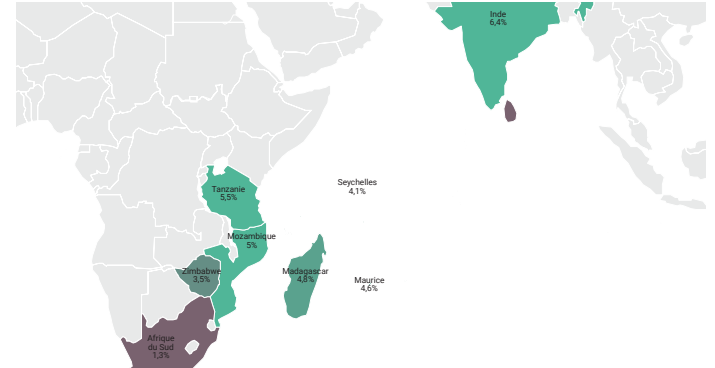 Inde
6,4%
Tanzanie
5,5%
Seychelles
4,1%
Mozambique
5%
Zimbabwe
3,5%
Madagascar
4,8%
Maurice
4,6%
Afrique
du Sud
1,3%